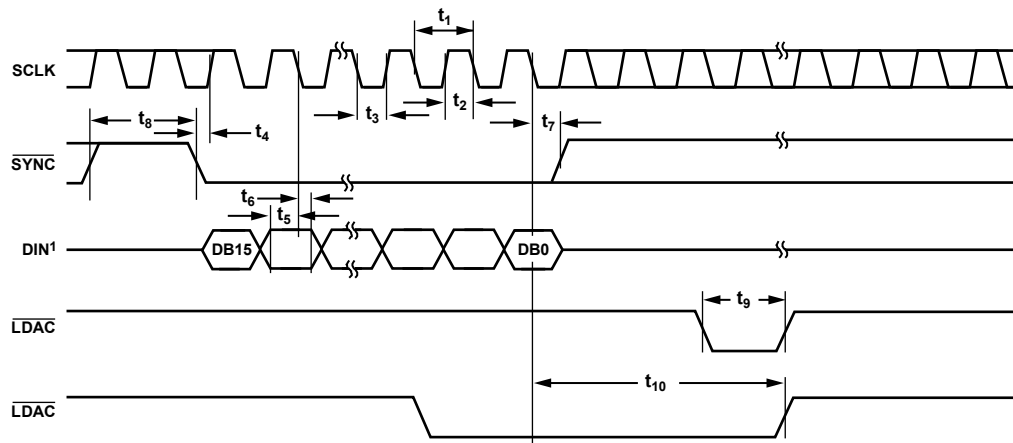 t1
SCLK
t2
t3
t8
t4
t7
SYNC
t6
t5
DIN1
DB15
DB0
t9
LDAC
t10
LDAC